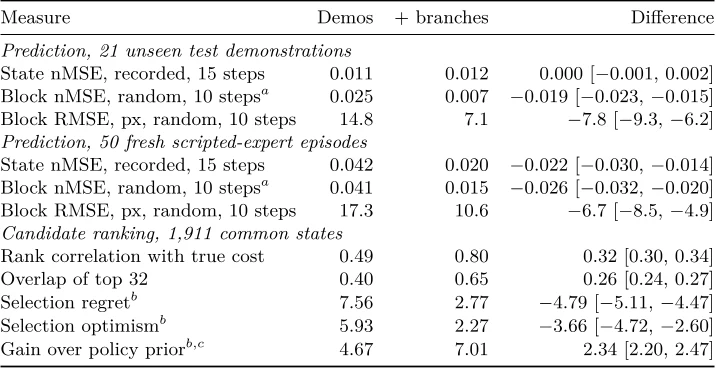 Measure Demos + branches Difference
Prediction, 21 unseen test demonstrations
State nMSE, recorded, 15 steps 0.011 0.012 0.000 [−0.001, 0.002]
Block nMSE, random, 10 stepsᵃ 0.025 0.007 −0.019 [−0.023, −0.015]
Block RMSE, px, random, 10 steps 14.8 7.1 −7.8 [−9.3, −6.2]
Prediction, 50 fresh scripted-expert episodes
State nMSE, recorded, 15 steps 0.042 0.020 −0.022 [−0.030, −0.014]
Block nMSE, random, 10 stepsᵃ 0.041 0.015 −0.026 [−0.032, −0.020]
Block RMSE, px, random, 10 steps 17.3 10.6 −6.7 [−8.5, −4.9]
Candidate ranking, 1,911 common states
Rank correlation with true cost 0.49 0.80 0.32 [0.30, 0.34]
Overlap of top 32 0.40 0.65 0.26 [0.24, 0.27]
Selection regretᵇ 7.56 2.77 −4.79 [−5.11, −4.47]
Selection optimismᵇ 5.93 2.27 −3.66 [−4.72, −2.60]
Gain over policy priorᵇ,ᶜ 4.67 7.01 2.34 [2.20, 2.47]